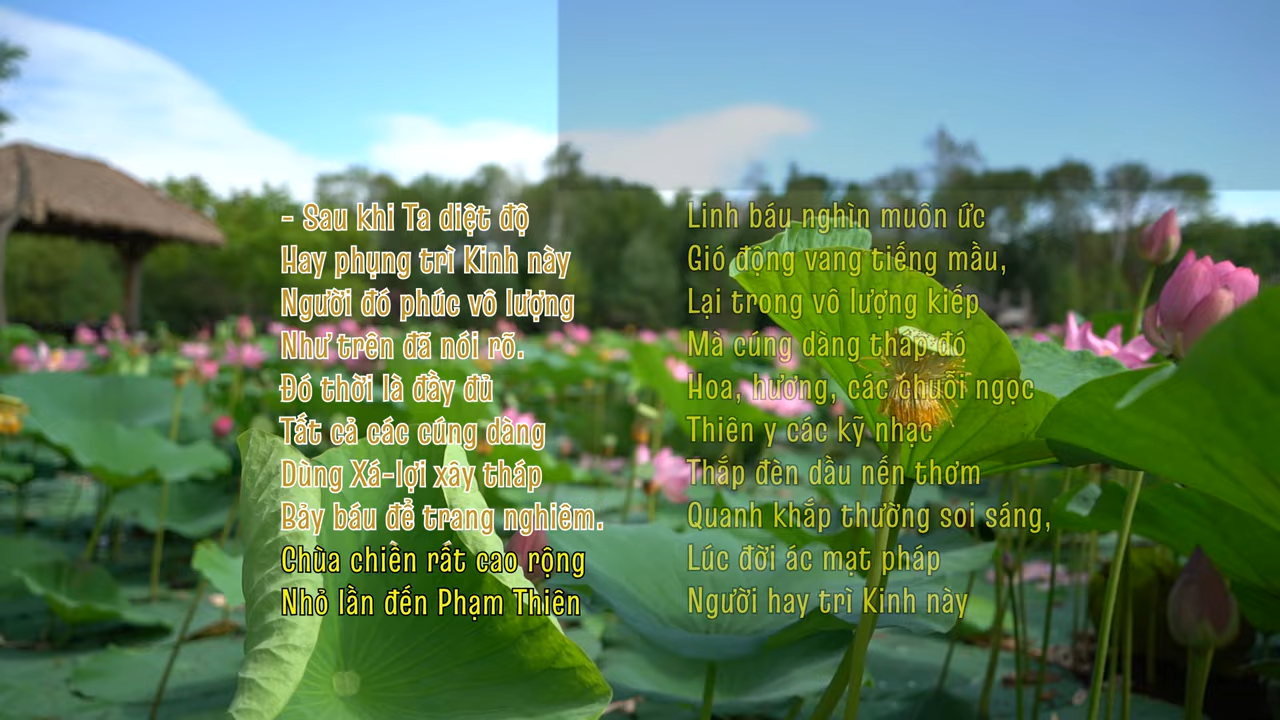 - Sau khi Ta diệt độ
Hay phụng trì Kinh này
Người đó phúc vô lượng
Như trên đã nói rõ.
Đó thời là đầy đủ
Tất cả các cúng dàng
Dùng Xá-lợi xây tháp
Bảy báu để trang nghiêm.
Chùa chiền rất cao rộng
Nhỏ lần đến Phạm Thiên
Linh báu nghìn muôn ức
Gió động vang tiếng mầu,
Lại trong vô lượng kiếp
Mà cúng dàng tháp đó
Hoa, hương, các chuỗi ngọc
Thiên y các kỹ nhạc
Thắp đèn dầu nến thơm
Quanh khắp thường soi sáng,
Lúc đời ác mạt pháp
Người hay trì Kinh này